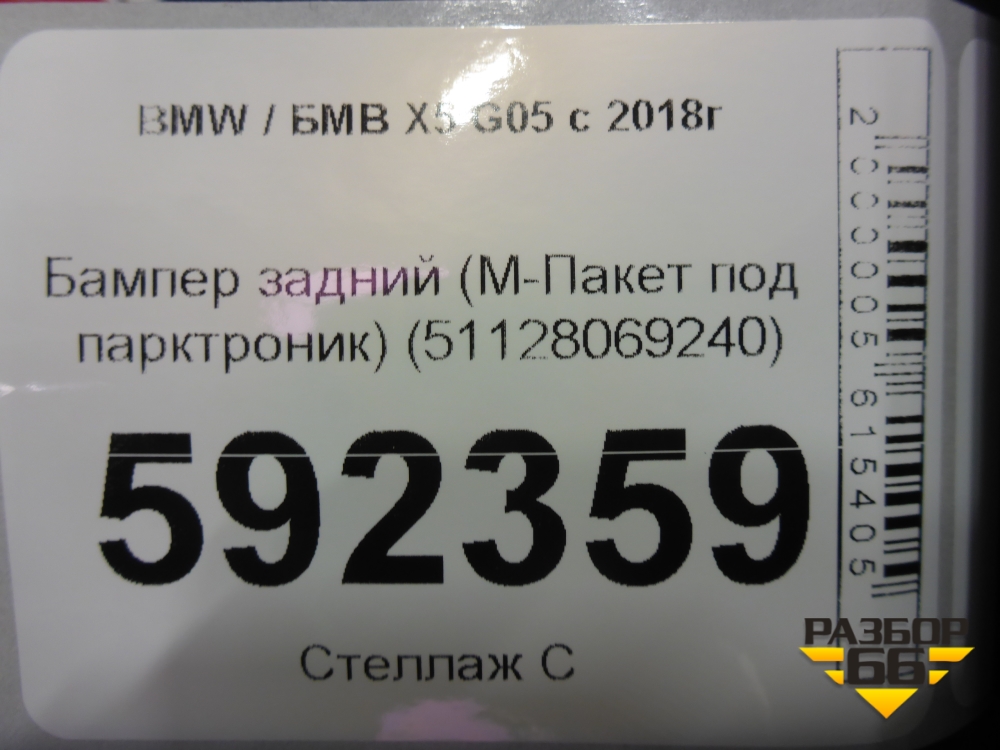 BMW / БМВ X5 G05 с 2018г
Бампер задний (М-Пакет под
парктроник) (51128069240)
592359
Стеллаж С
2000005615405
РАЗБОР
66